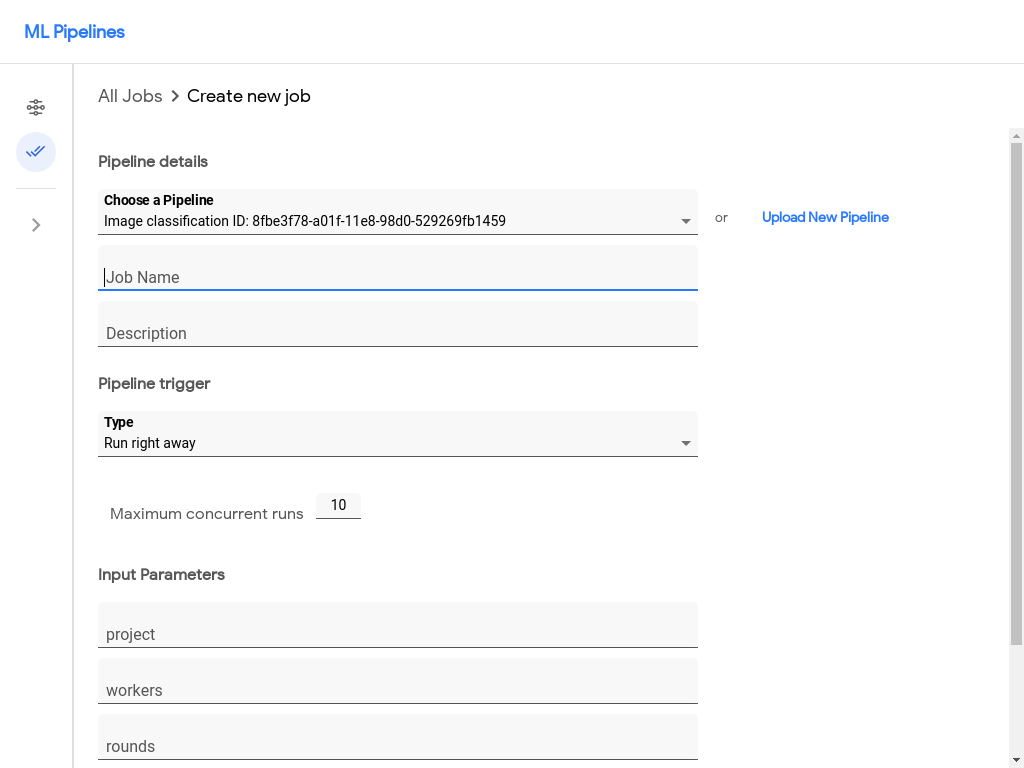 ML Pipelines
All Jobs > Create new job
Pipeline details
Choose a Pipeline
Image classification ID: 8fbe3f78-a01f-11e8-98d0-529269fb1459
or
Upload New Pipeline
Job Name
Description
Pipeline trigger
Type
Run right away
Maximum concurrent runs 10
Input Parameters
project
workers
rounds